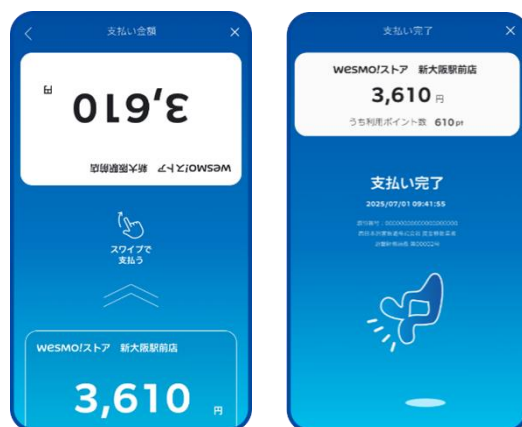 支払い金額
3,610 円
WESMO!ストア 新大阪駅前店
スワイプで
支払う
WESMO!ストア 新大阪駅前店
3,610 円
支払い完了
WESMO!ストア 新大阪駅前店
3,610 円
うち利用ポイント数 610pt
支払い完了
2025/07/01 09:41:55